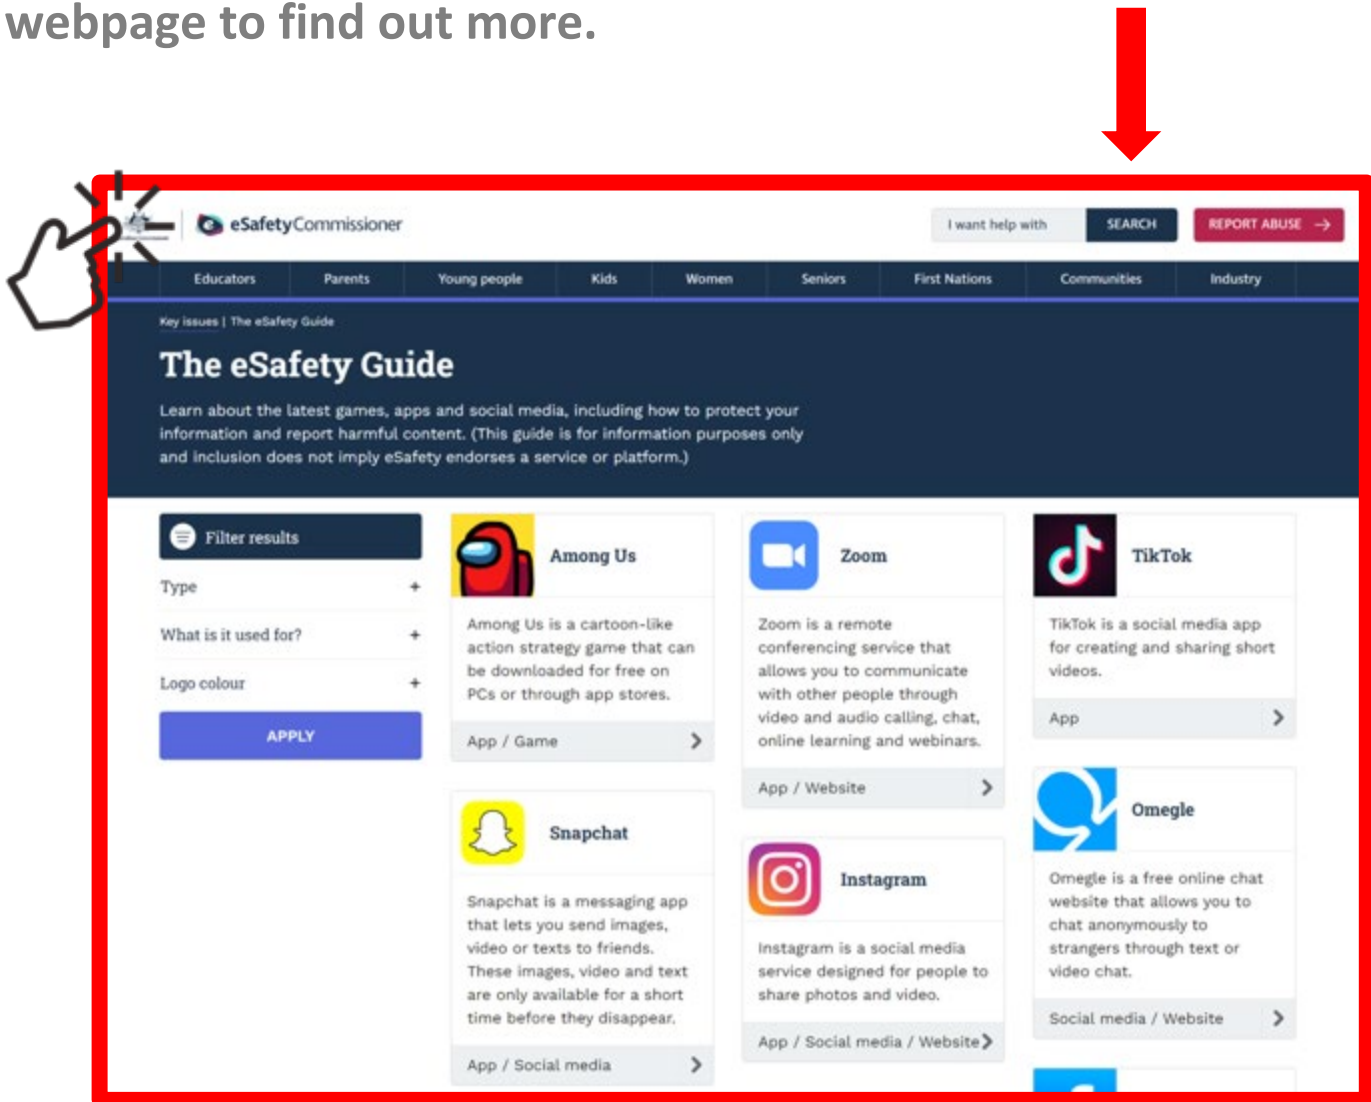 webpage to find out more.
eSafetyCommissioner
I want help with
SEARCH
REPORT ABUSE →
Educators
Parents
Young people
Kids
Women
Seniors
First Nations
Communities
Industry
Key issues | The eSafety Guide
The eSafety Guide
Learn about the latest games, apps and social media, including how to protect your
information and report harmful content. (This guide is for information purposes only
and inclusion does not imply eSafety endorses a service or platform.)
Filter results
Type +
What is it used for? +
Logo colour +
APPLY
Among Us
Among Us is a cartoon-like
action strategy game that can
be downloaded for free on
PCs or through app stores.
App / Game
Snapchat
Snapchat is a messaging app
that lets you send images,
video or texts to friends.
These images, video and text
are only available for a short
time before they disappear.
App / Social media
Zoom
Zoom is a remote
conferencing service that
allows you to communicate
with other people through
video and audio calling, chat,
online learning and webinars.
App / Website
Instagram
Instagram is a social media
service designed for people to
share photos and video.
App / Social media / Website
TikTok
TikTok is a social media app
for creating and sharing short
videos.
App
Omegle
Omegle is a free online chat
website that allows you to
chat anonymously to
strangers through text or
video chat.
Social media / Website